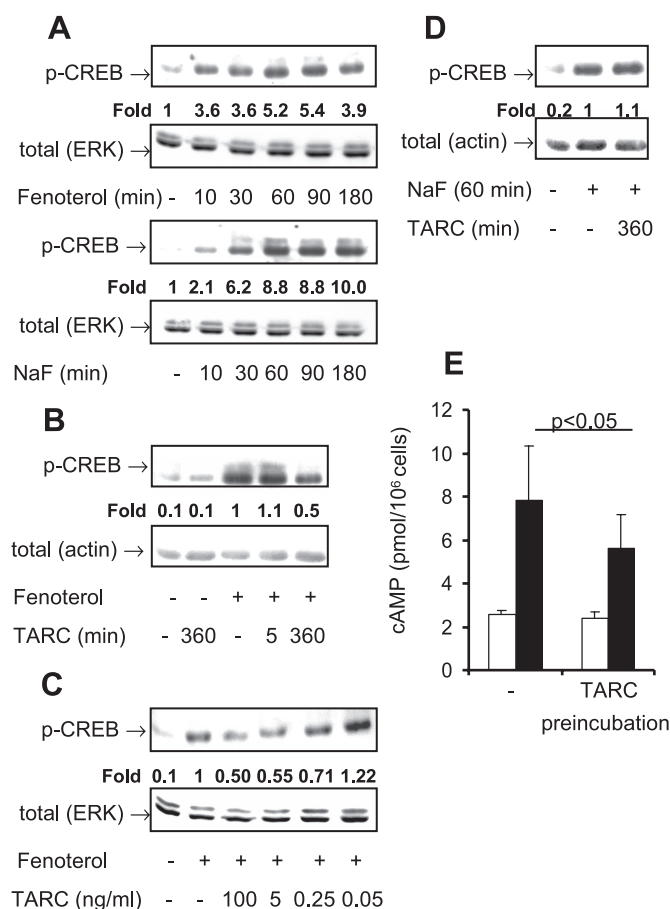 A
p-CREB →
Fold 1 3.6 3.6 5.2 5.4 3.9
total (ERK) →
Fenoterol (min) - 10 30 60 90 180
p-CREB →
Fold 1 2.1 6.2 8.8 8.8 10.0
total (ERK) →
NaF (min) - 10 30 60 90 180
B
p-CREB →
Fold 0.1 0.1 1 1.1 0.5
total (actin) →
Fenoterol - - + + +
TARC (min) - 360 - 5 360
C
p-CREB →
Fold 0.1 1 0.50 0.55 0.71 1.22
total (ERK) →
Fenoterol - + + + + +
TARC (ng/ml) - - 100 5 0.25 0.05
D
p-CREB →
Fold 0.2 1 1.1
total (actin) →
NaF (60 min) - + +
TARC (min) - - 360
E
p<0.05
cAMP (pmol/10⁶ cells)
12
10
8
6
4
2
0
- TARC
preincubation